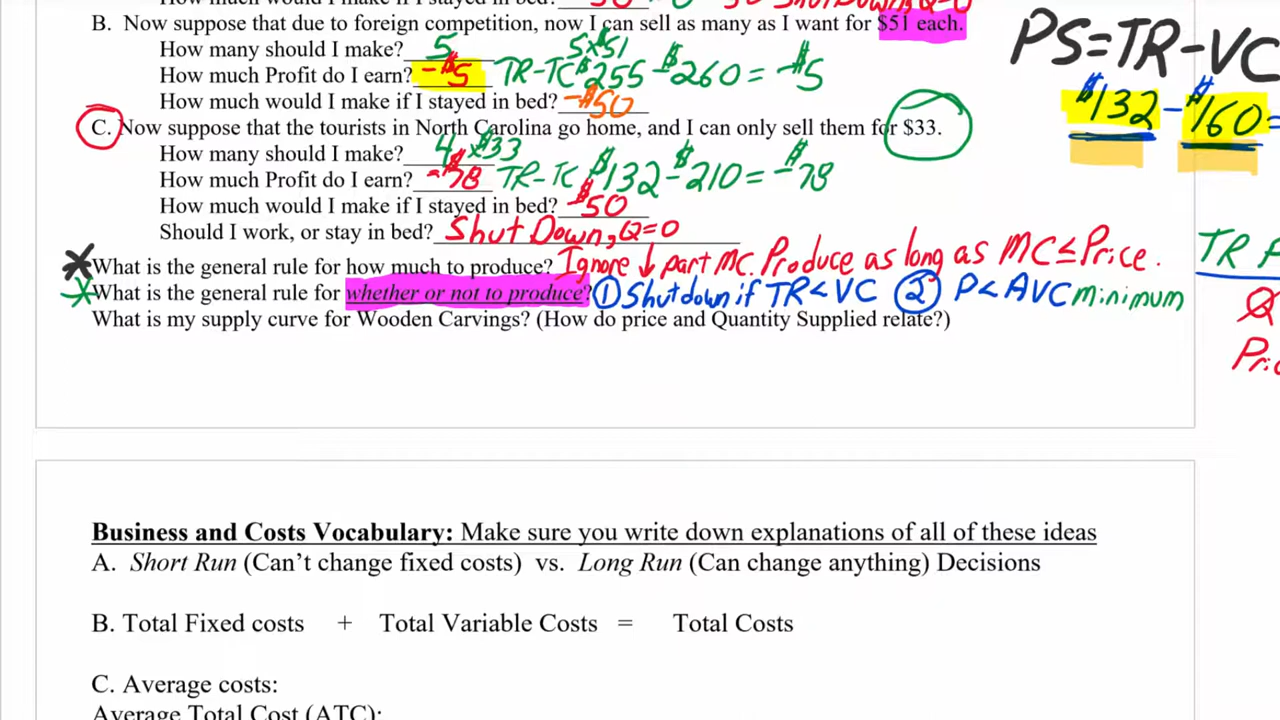 B. Now suppose that due to foreign competition, now I can sell as many as I want for $51 each.
How many should I make? 5 5x$51
How much Profit do I earn? -$5 TR-TC $255 - $260 = -$5
How much would I make if I stayed in bed? -$50
C. Now suppose that the tourists in North Carolina go home, and I can only sell them for $33.
How many should I make? 4 x$33
How much Profit do I earn? -$78 TR-TC $132 - $210 = -$78
How much would I make if I stayed in bed? $50
Should I work, or stay in bed? Shut Down, Q=0
What is the general rule for how much to produce? Ignore ↓ part MC. Produce as long as MC ≤ Price.
What is the general rule for whether or not to produce? ① Shutdown if TR < VC ② P < AVC minimum
What is my supply curve for Wooden Carvings? (How do price and Quantity Supplied relate?)
PS = TR - VC
$132 - $160 =
TR
Q
Business and Costs Vocabulary: Make sure you write down explanations of all of these ideas
A. Short Run (Can't change fixed costs) vs. Long Run (Can change anything) Decisions
B. Total Fixed costs + Total Variable Costs = Total Costs
C. Average costs:
Average Total Cost (ATC):